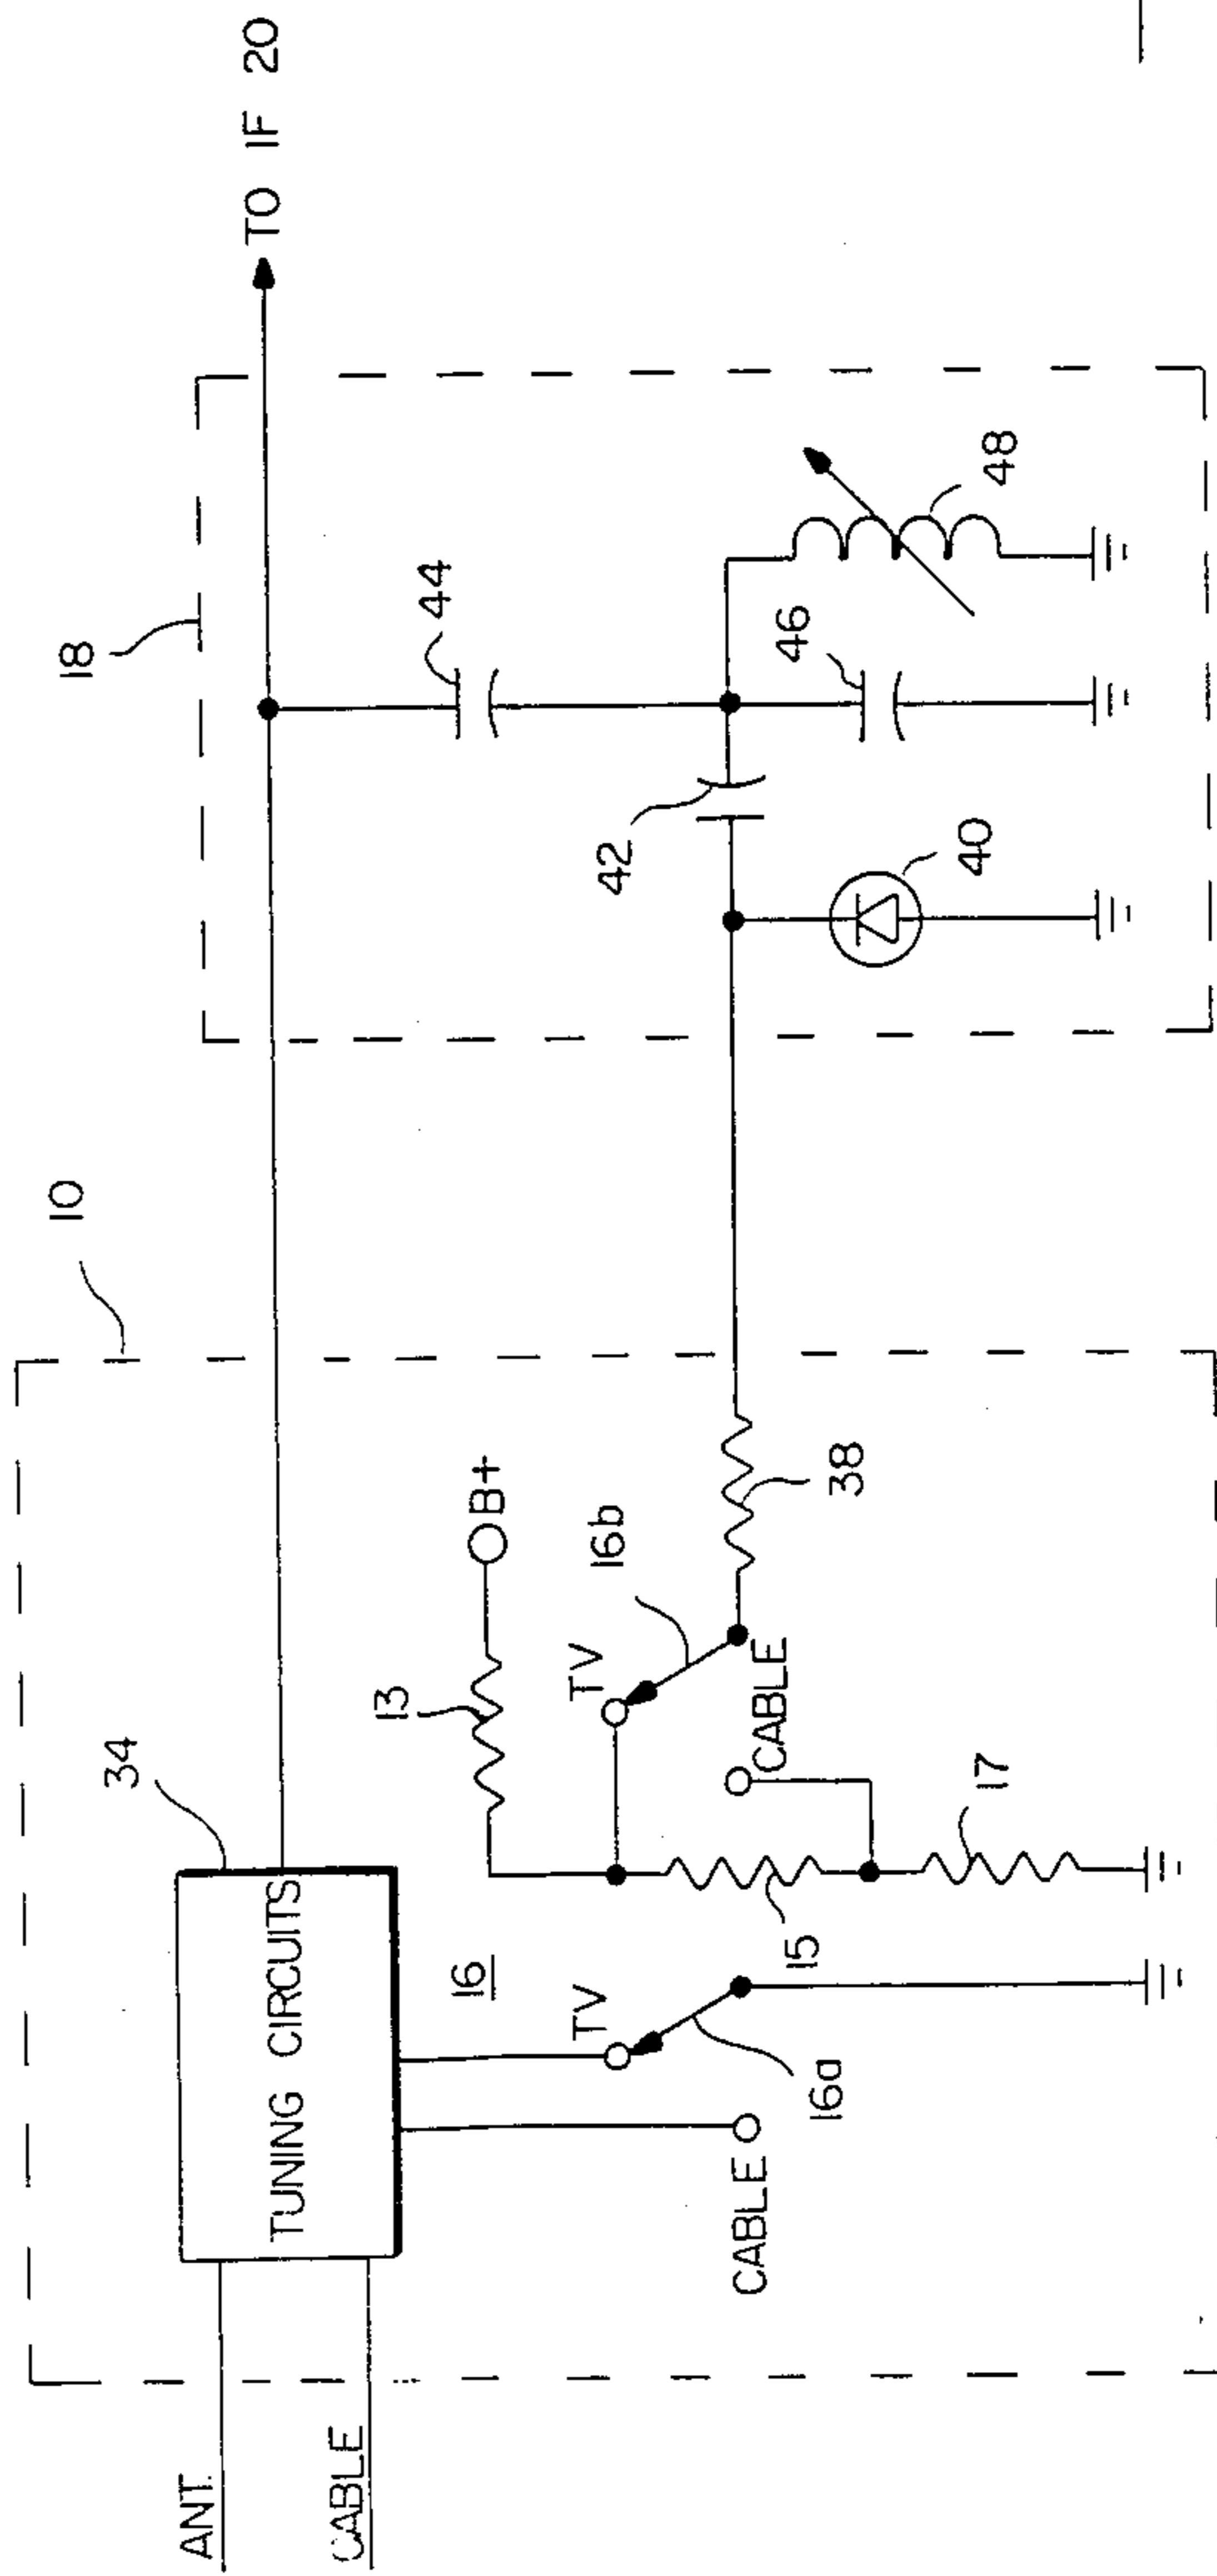 ANT.
CABLE
TUNING CIRCUITS
34
10
18
TO IF 20
16
TV
CABLE
16a
13
B+
TV
16b
CABLE
15
17
38
44
42
46
48
40